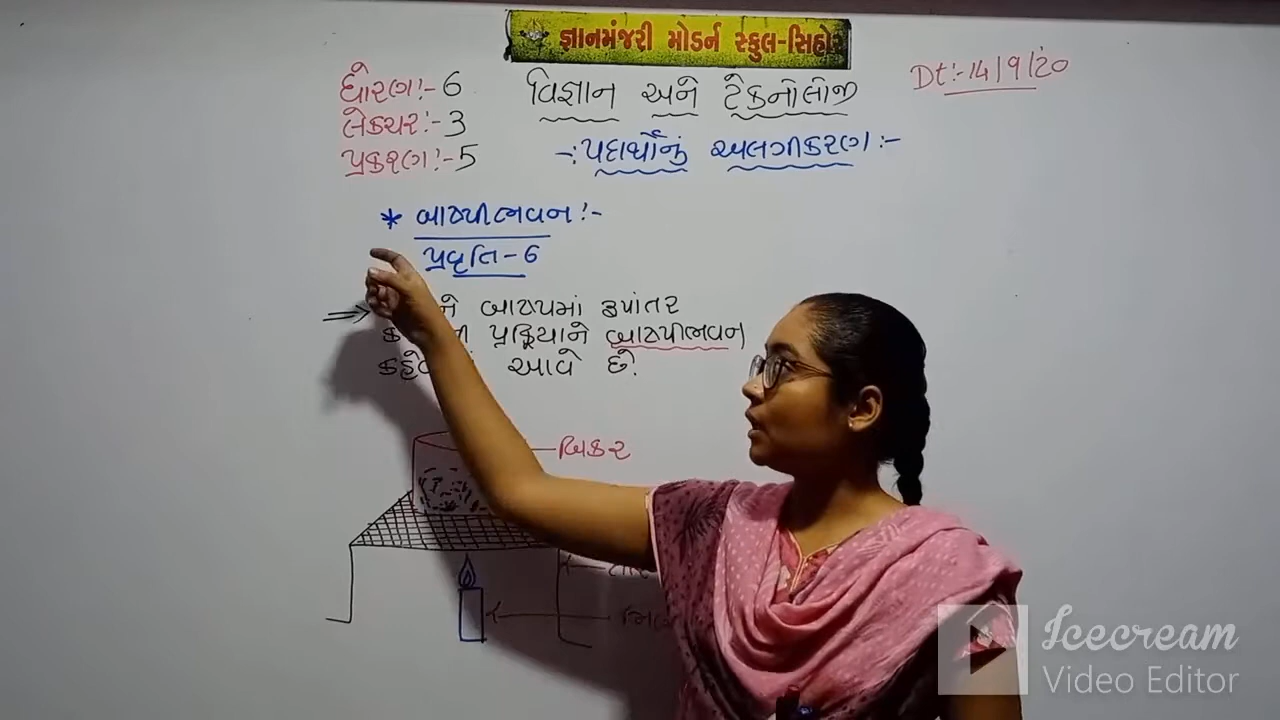 જ્ઞાનમંજરી મોડર્ન સ્કુલ-સિહોર
ધોરણ:- 6
લેક્ચર:- 3
પ્રકરણ:- 5
વિજ્ઞાન અને ટેકનોલોજી
Dt:- 14/9/20
-: પદાર્થોનું અલગીકરણ :-
* બાષ્પીભવન :-
પ્રવૃતિ - 6
બાષ્પમાં રૂપાંતર
પ્રક્રિયાને બાષ્પીભવન
આવે છે.
બિકર
Icecream
Video Editor